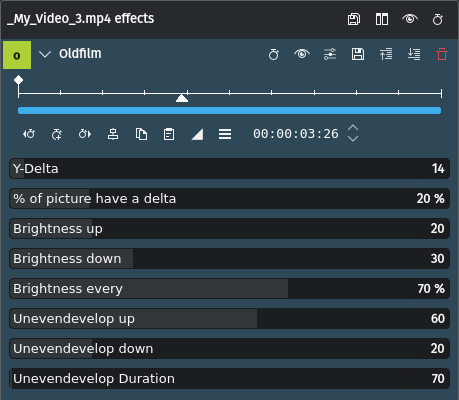 _My_Video_3.mp4 effects
o Oldfilm
00:00:03:26
Y-Delta 14
% of picture have a delta 20 %
Brightness up 20
Brightness down 30
Brightness every 70 %
Unevendevelop up 60
Unevendevelop down 20
Unevendevelop Duration 70